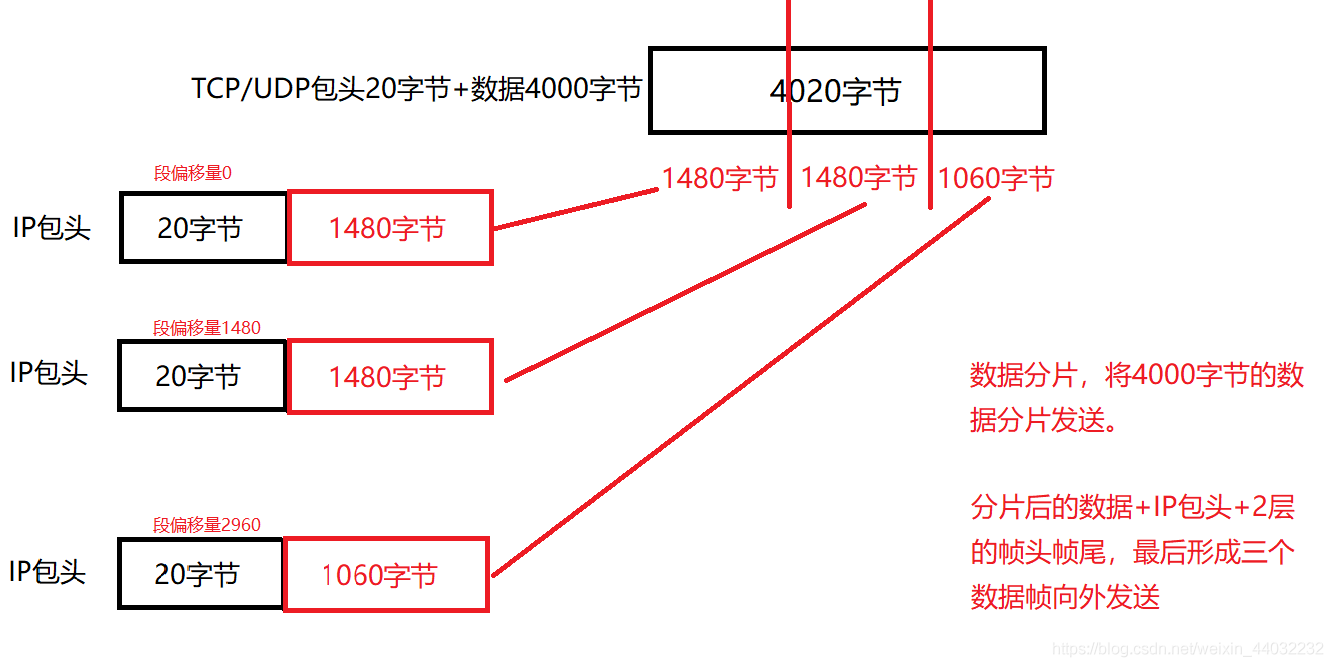 TCP/UDP包头20字节+数据4000字节
4020字节
1480字节
1480字节
1060字节
段偏移量0
IP包头
20字节
1480字节
段偏移量1480
IP包头
20字节
1480字节
数据分片，将4000字节的数
据分片发送。
段偏移量2960
IP包头
20字节
1060字节
分片后的数据+IP包头+2层
的帧头帧尾，最后形成三个
数据帧向外发送
https://blog.csdn.net/weixin_44032232